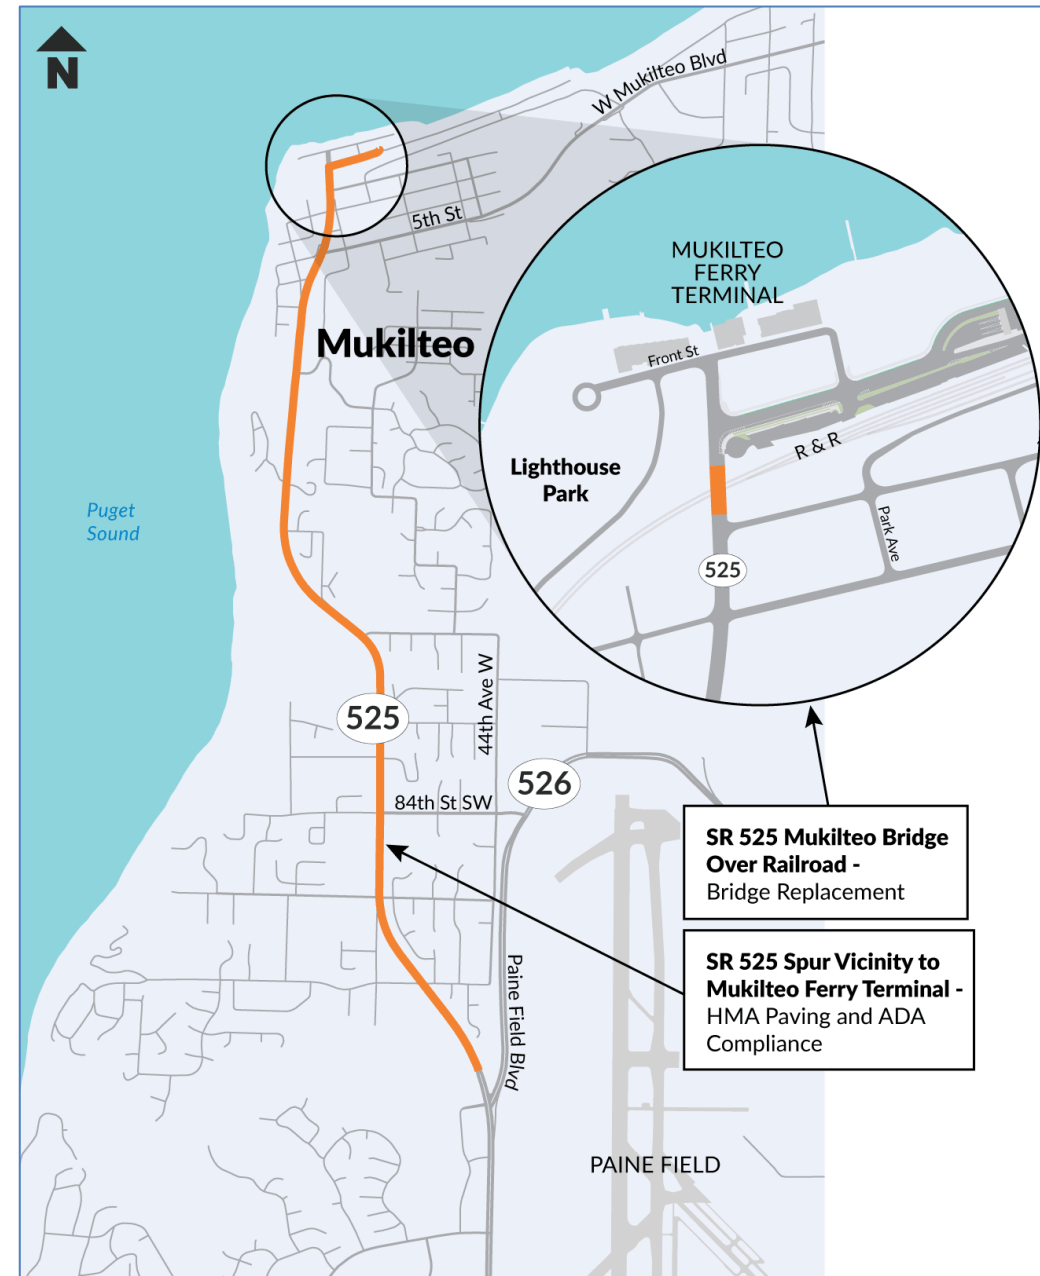 N
W Mukilteo Blvd
5th St
Mukilteo
MUKILTEO
FERRY
TERMINAL
Front St
R & R
Lighthouse
Park
Park Ave
525
Puget
Sound
44th Ave W
525
526
84th St SW
SR 525 Mukilteo Bridge
Over Railroad -
Bridge Replacement
SR 525 Spur Vicinity to
Mukilteo Ferry Terminal -
HMA Paving and ADA
Compliance
Paine Field Blvd
PAINE FIELD